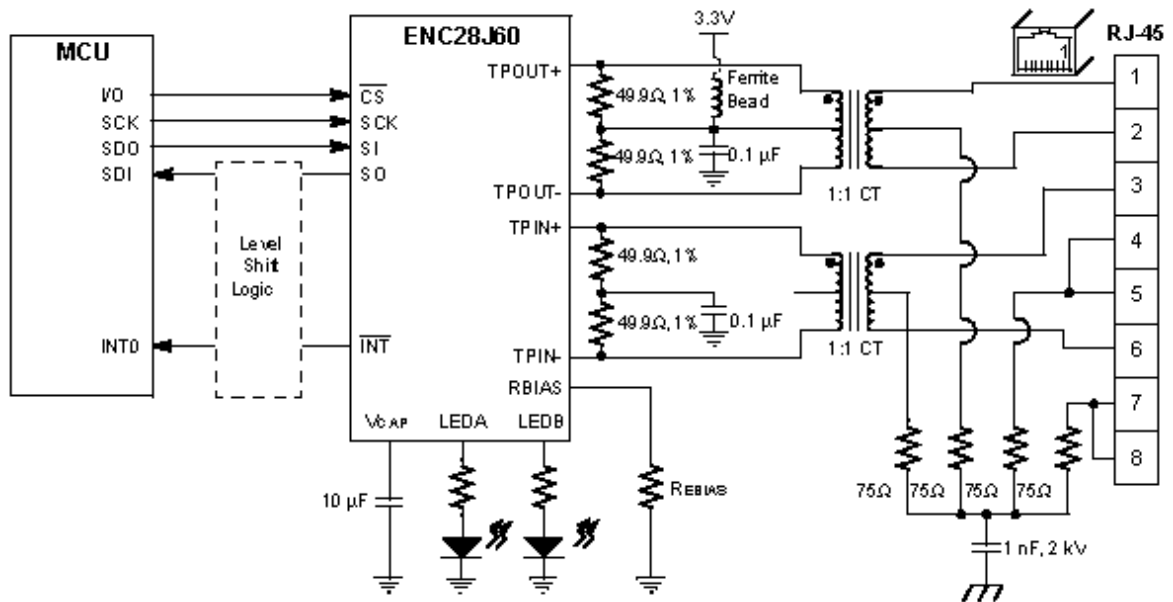 MCU
I/O
SCK
SDO
SDI
INT0
Level
Shift
Logic
ENC28J60
CS
SCK
SI
SO
INT
TPOUT+
TPOUT-
TPIN+
TPIN-
RBIAS
VCAP
LEDA
LEDB
10 µF
REBIAS
3.3V
Ferrite
Bead
49.9Ω, 1%
49.9Ω, 1%
0.1 µF
1:1 CT
49.9Ω, 1%
49.9Ω, 1%
0.1 µF
1:1 CT
1
RJ-45
1
2
3
4
5
6
7
8
75Ω
75Ω
75Ω
75Ω
1 nF, 2 kV